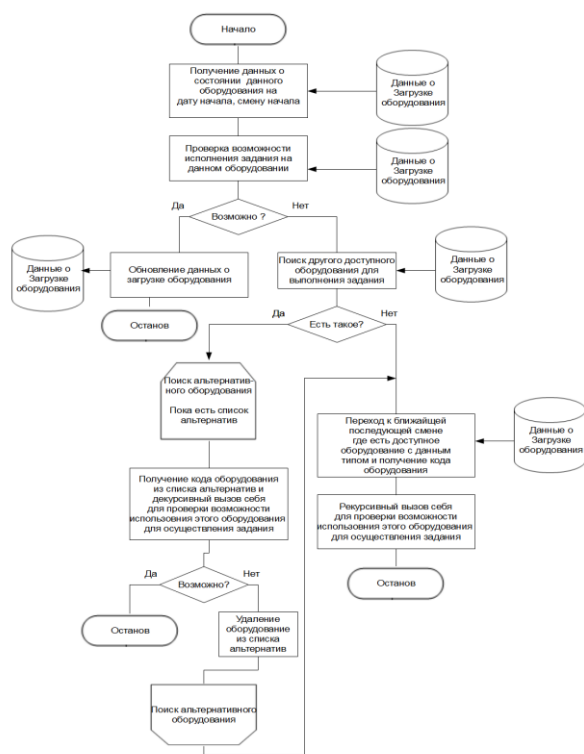 Начало
Получение данных о
состоянии данного
оборудования на
дату начала, смену начала
Данные о
Загрузке
оборудования
Проверка возможности
исполнения задания на
данном оборудовании
Данные о
Загрузке
оборудования
Да
Возможно ?
Нет
Данные о
Загрузке
оборудования
Обновление данных о
загрузке оборудования
Поиск другого доступного
оборудования для
выполнения задания
Данные о
Загрузке
оборудования
Останов
Да
Есть такое?
Нет
Поиск альтернатив-
ного оборудования
Пока есть список
альтернатив
Переход к ближайщей
последующей смене
где есть доступное
оборудование с данным
типом и получение кода
оборудования
Данные о
Загрузке
оборудования
Получение кода оборудования
из списка альтернатив и
декурсивный вызов себя
для проверки возможности
использовния этого оборудования
для осуществления задания
Рекурсивный вызов себя
для проверки возможности
использовния этого оборудования
для осуществления задания
Да
Возможно?
Нет
Останов
Останов
Удаление
оборудование
из списка
альтернатив
Поиск альтернативного
оборудования